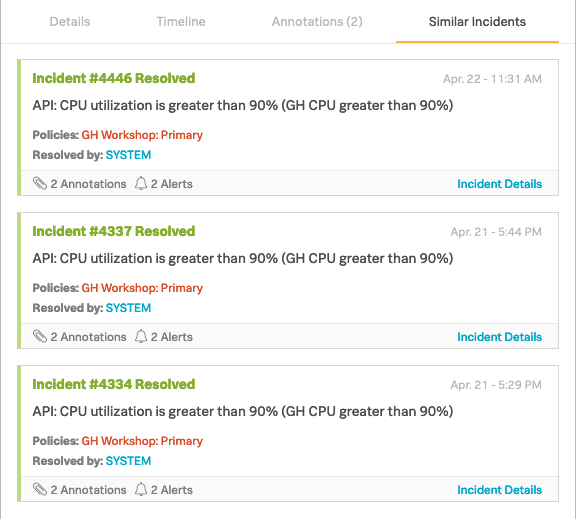 Details Timeline Annotations (2) Similar Incidents
Incident #4446 Resolved Apr. 22 - 11:31 AM
API: CPU utilization is greater than 90% (GH CPU greater than 90%)
Policies: GH Workshop: Primary
Resolved by: SYSTEM
2 Annotations 2 Alerts Incident Details
Incident #4337 Resolved Apr. 21 - 5:44 PM
API: CPU utilization is greater than 90% (GH CPU greater than 90%)
Policies: GH Workshop: Primary
Resolved by: SYSTEM
2 Annotations 2 Alerts Incident Details
Incident #4334 Resolved Apr. 21 - 5:29 PM
API: CPU utilization is greater than 90% (GH CPU greater than 90%)
Policies: GH Workshop: Primary
Resolved by: SYSTEM
2 Annotations 2 Alerts Incident Details